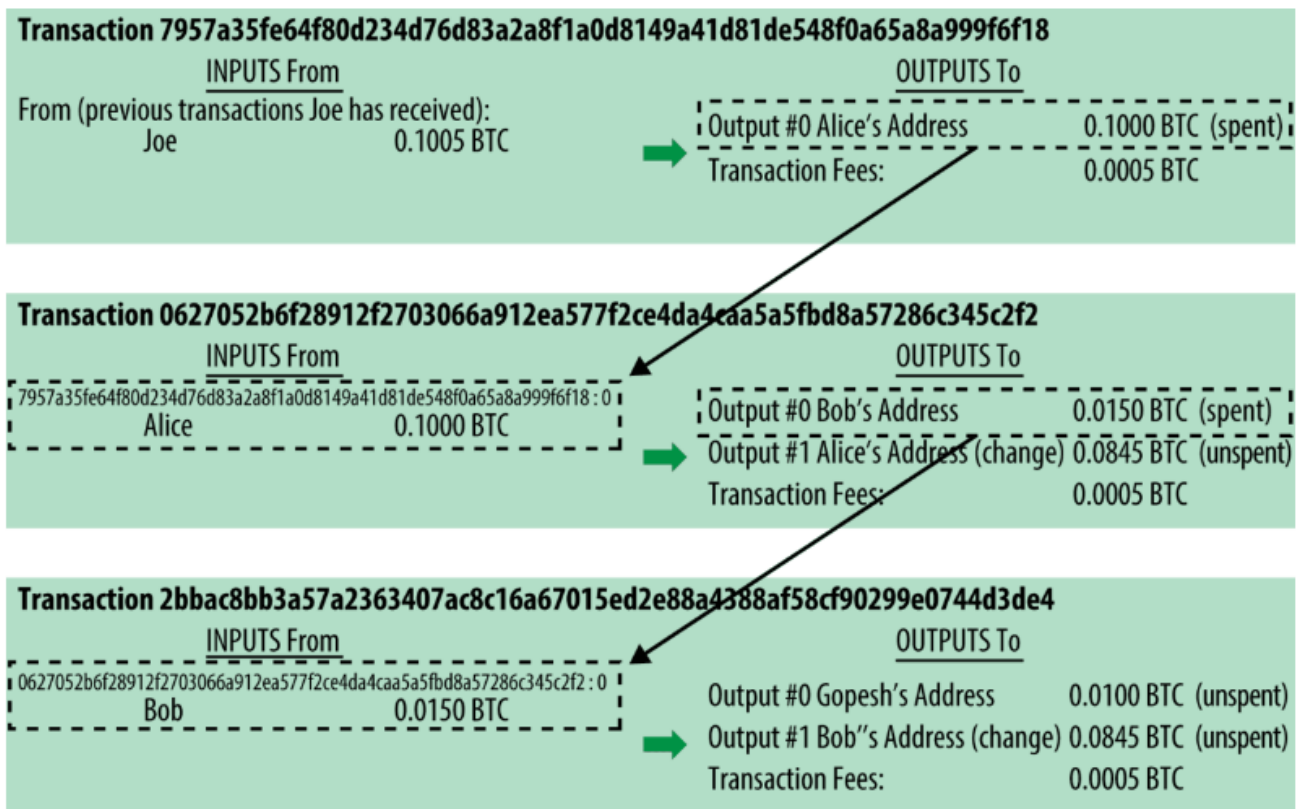 Transaction 7957a35fe64f80d234d76d83a2a8f1a0d8149a41d81de548f0a65a8a999f6f18
INPUTS From
OUTPUTS To
From (previous transactions Joe has received):
Joe 0.1005 BTC
Output #0 Alice's Address 0.1000 BTC (spent)
Transaction Fees: 0.0005 BTC
Transaction 0627052b6f28912f2703066a912ea577f2ce4da4caa5a5fbd8a57286c345c2f2
INPUTS From
OUTPUTS To
7957a35fe64f80d234d76d83a2a8f1a0d8149a41d81de548f0a65a8a999f6f18 : 0
Alice 0.1000 BTC
Output #0 Bob's Address 0.0150 BTC (spent)
Output #1 Alice's Address (change) 0.0845 BTC (unspent)
Transaction Fees: 0.0005 BTC
Transaction 2bbac8bb3a57a2363407ac8c16a67015ed2e88a4388af58cf90299e0744d3de4
INPUTS From
OUTPUTS To
0627052b6f28912f2703066a912ea577f2ce4da4caa5a5fbd8a57286c345c2f2 : 0
Bob 0.0150 BTC
Output #0 Gopesh's Address 0.0100 BTC (unspent)
Output #1 Bob"s Address (change) 0.0845 BTC (unspent)
Transaction Fees: 0.0005 BTC